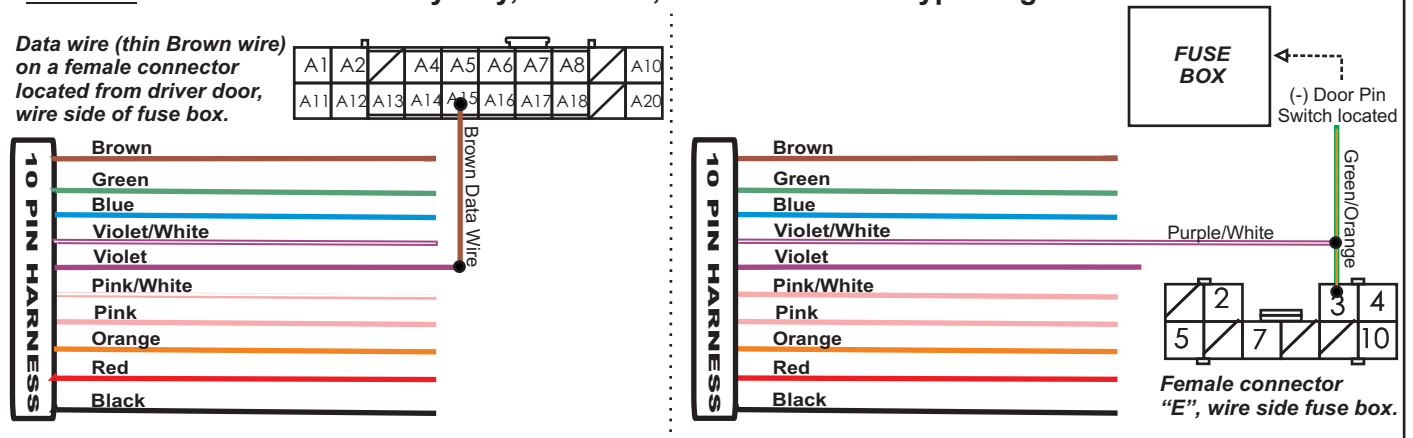 Data wire (thin Brown wire)
on a female connector
located from driver door,
wire side of fuse box.
A1 A2 A4 A5 A6 A7 A8 A10
A11 A12 A13 A14 A15 A16 A17 A18 A20
Brown Data Wire
10 PIN HARNESS
Brown
Green
Blue
Violet/White
Violet
Pink/White
Pink
Orange
Red
Black
FUSE
BOX
(-) Door Pin
Switch located
Green/Orange
Purple/White
10 PIN HARNESS
Brown
Green
Blue
Violet/White
Violet
Pink/White
Pink
Orange
Red
Black
2 3 4
5 7 10
Female connector
“E”, wire side fuse box.